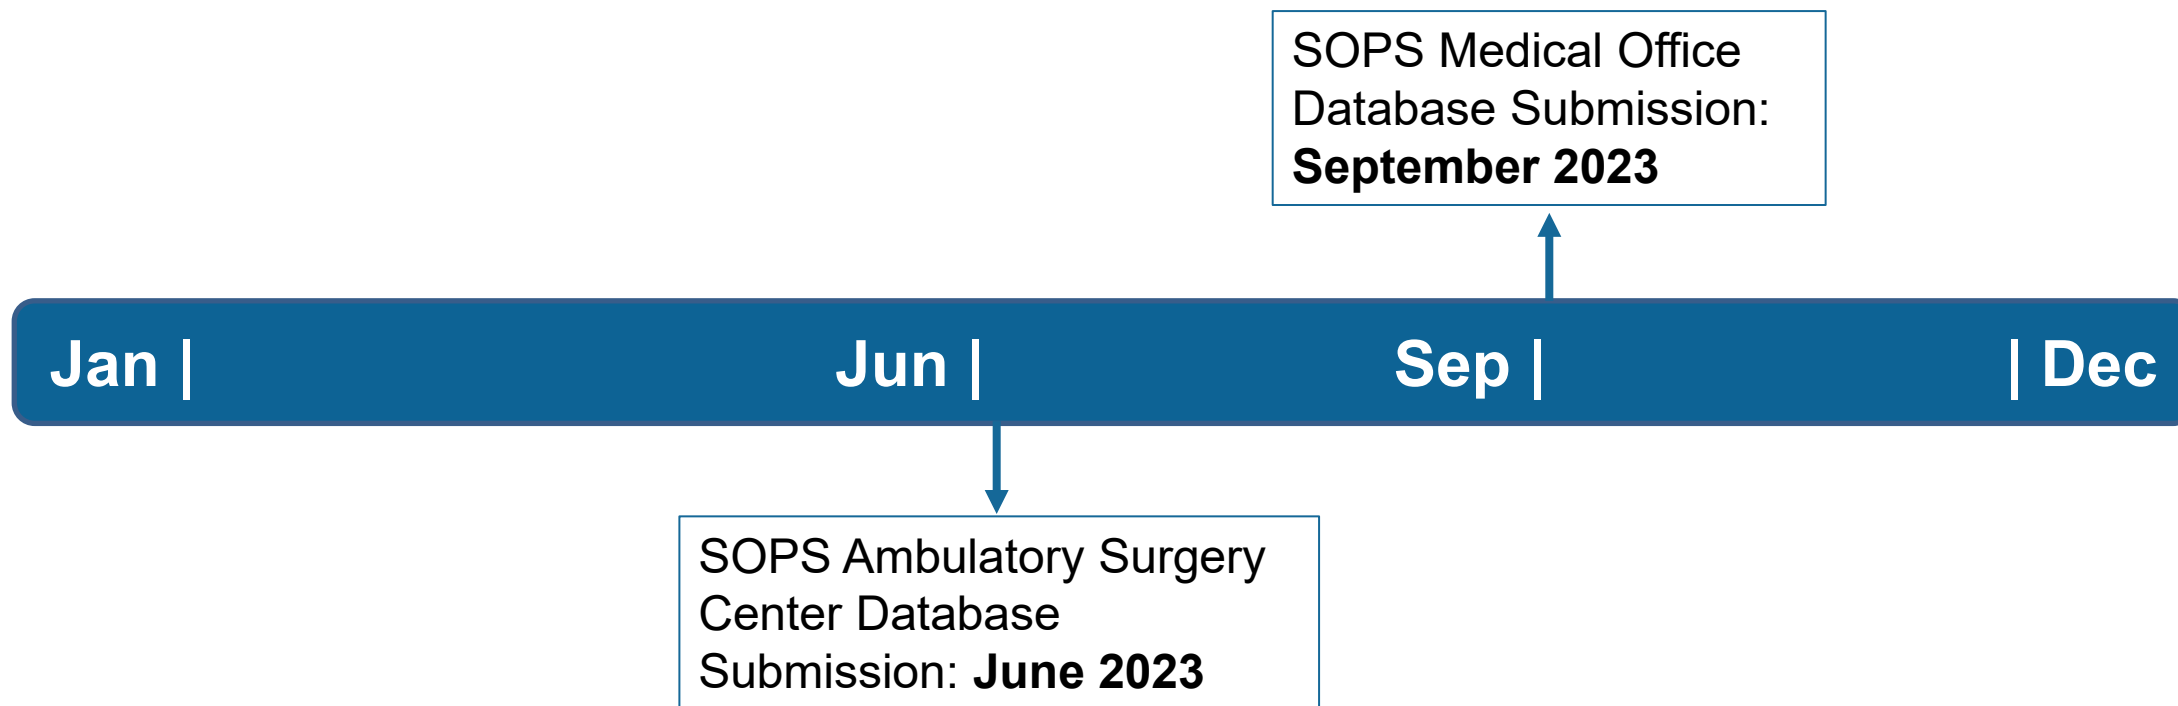 SOPS Medical Office
Database Submission:
September 2023
Jan | Jun | Sep | | Dec
SOPS Ambulatory Surgery
Center Database
Submission: June 2023